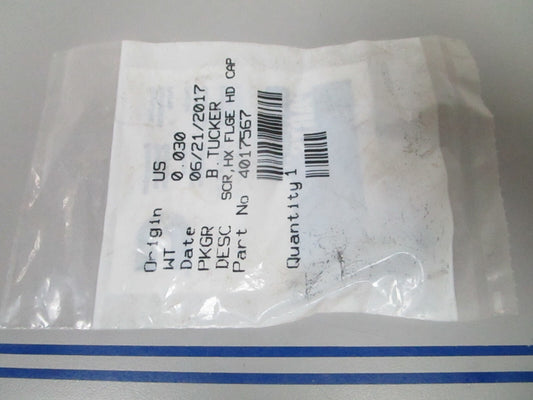 Origin US
WT 0.030
Date 06/21/2017
PKGR B.TUCKER
DESC SCR,HX FLGE HD CAP
Part No 4017567
Quantity 1